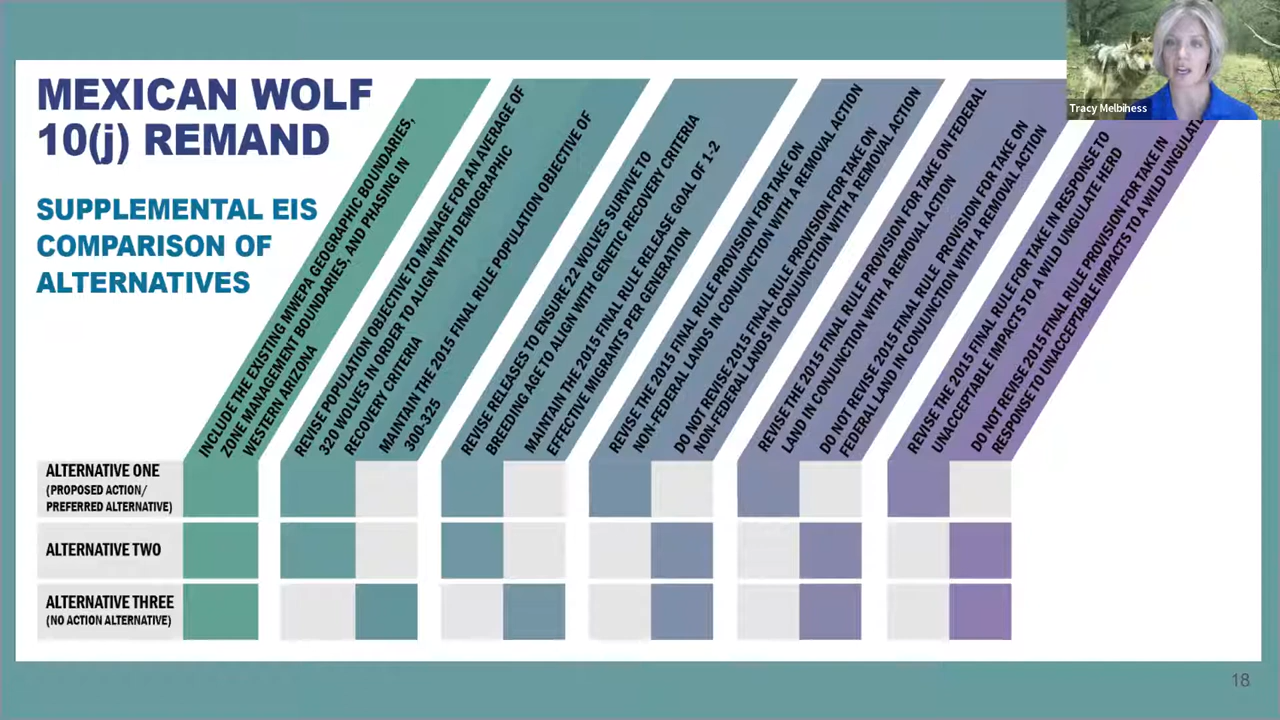 MEXICAN WOLF
10(j) REMAND
SUPPLEMENTAL EIS
COMPARISON OF
ALTERNATIVES
INCLUDE THE EXISTING MWEPA GEOGRAPHIC BOUNDARIES,
ZONE MANAGEMENT BOUNDARIES, AND PHASING IN
WESTERN ARIZONA
REVISE POPULATION OBJECTIVE TO MANAGE FOR AN AVERAGE OF
320 WOLVES IN ORDER TO ALIGN WITH DEMOGRAPHIC
RECOVERY CRITERIA
MAINTAIN THE 2015 FINAL RULE POPULATION OBJECTIVE OF
300-325
REVISE RELEASES TO ENSURE 22 WOLVES SURVIVE TO
BREEDING AGE TO ALIGN WITH GENETIC RECOVERY CRITERIA
MAINTAIN THE 2015 FINAL RULE RELEASE GOAL OF 1-2
EFFECTIVE MIGRANTS PER GENERATION
REVISE THE 2015 FINAL RULE PROVISION FOR TAKE ON
NON-FEDERAL LANDS IN CONJUNCTION WITH A REMOVAL ACTION
DO NOT REVISE 2015 FINAL RULE PROVISION FOR TAKE ON
NON-FEDERAL LANDS IN CONJUNCTION WITH A REMOVAL ACTION
REVISE THE 2015 FINAL RULE PROVISION FOR TAKE ON FEDERAL
LAND IN CONJUNCTION WITH A REMOVAL ACTION
DO NOT REVISE 2015 FINAL RULE PROVISION FOR TAKE ON
FEDERAL LAND IN CONJUNCTION WITH A REMOVAL ACTION
REVISE THE 2015 FINAL RULE FOR TAKE IN RESPONSE TO
UNACCEPTABLE IMPACTS TO A WILD UNGULATE HERD
DO NOT REVISE 2015 FINAL RULE PROVISION FOR TAKE IN
RESPONSE TO UNACCEPTABLE IMPACTS TO A WILD
ALTERNATIVE ONE
(PROPOSED ACTION/
PREFERRED ALTERNATIVE)
ALTERNATIVE TWO
ALTERNATIVE THREE
(NO ACTION ALTERNATIVE)
Tracy Melbihess
18